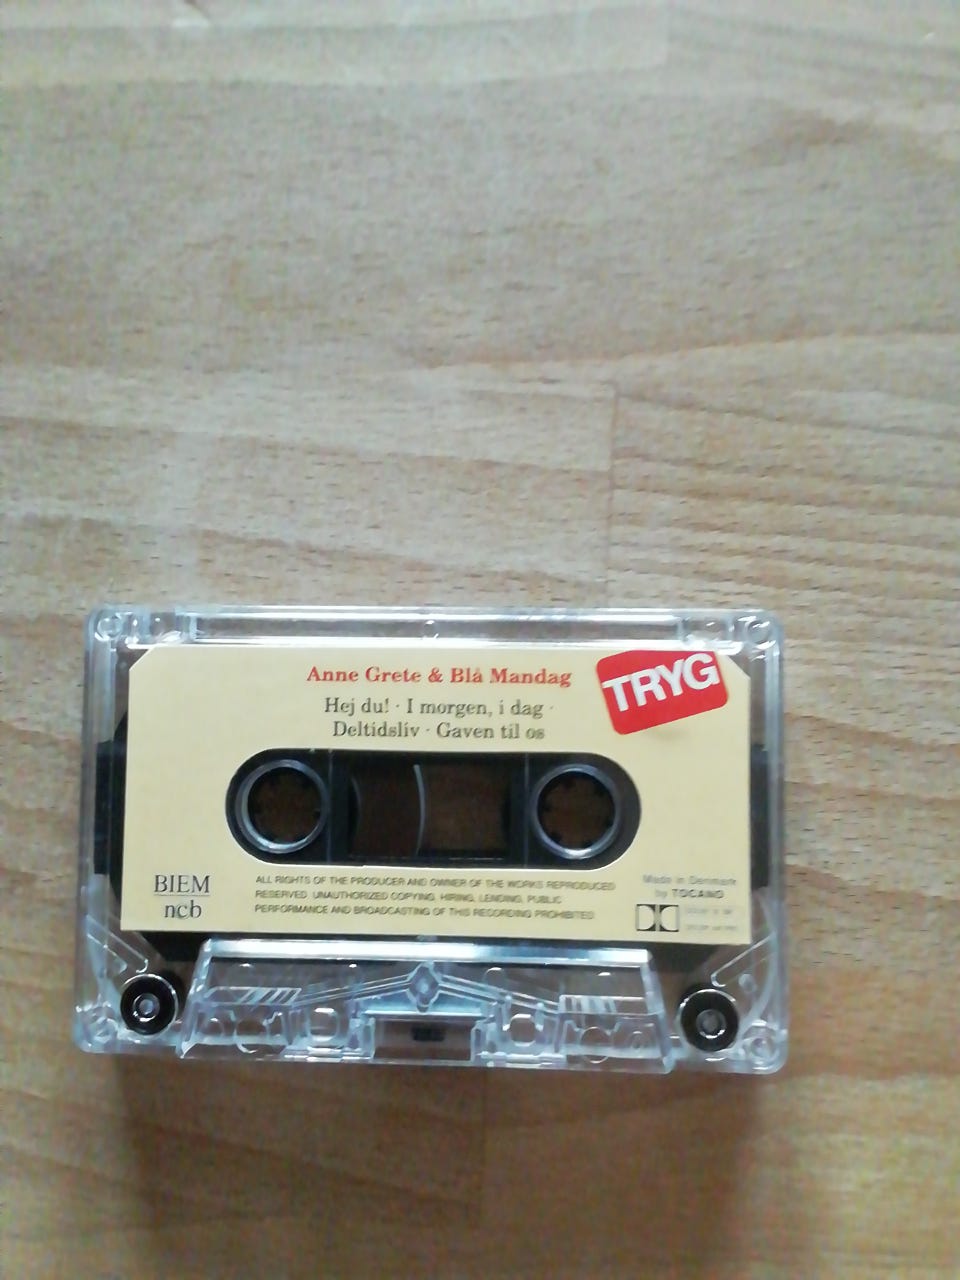 Anne Grete & Blå Mandag
TRYG
Hej du! · I morgen, i dag ·
Deltidsliv · Gaven til os
BIEM
ncb
ALL RIGHTS OF THE PRODUCER AND OWNER OF THE WORKS REPRODUCED
RESERVED. UNAUTHORIZED COPYING, HIRING, LENDING, PUBLIC
PERFORMANCE AND BROADCASTING OF THIS RECORDING PROHIBITED
Made in Denmark
by TOCANO